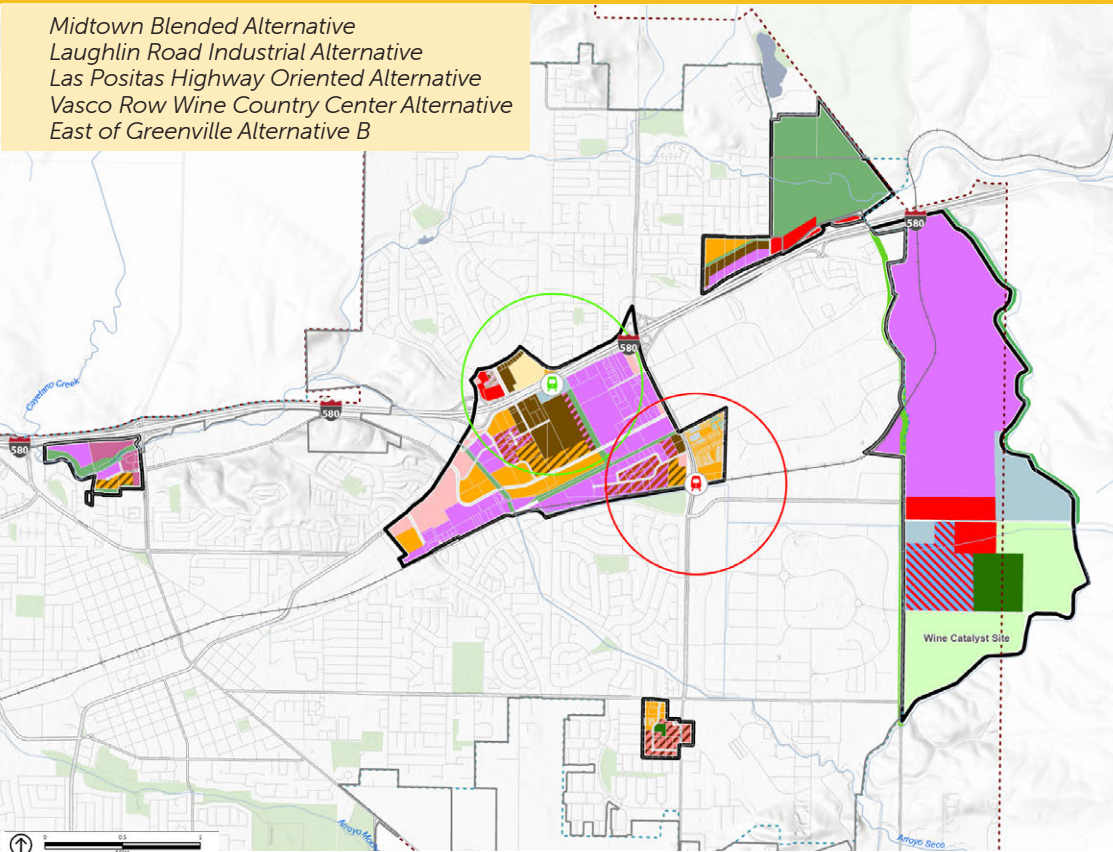 Midtown Blended Alternative
Laughlin Road Industrial Alternative
Las Positas Highway Oriented Alternative
Vasco Row Wine Country Center Alternative
East of Greenville Alternative B
580
580
Cayetano Creek
580
580
Wine Catalyst Site
0 0.5 1
Arroyo
Arroyo Seco